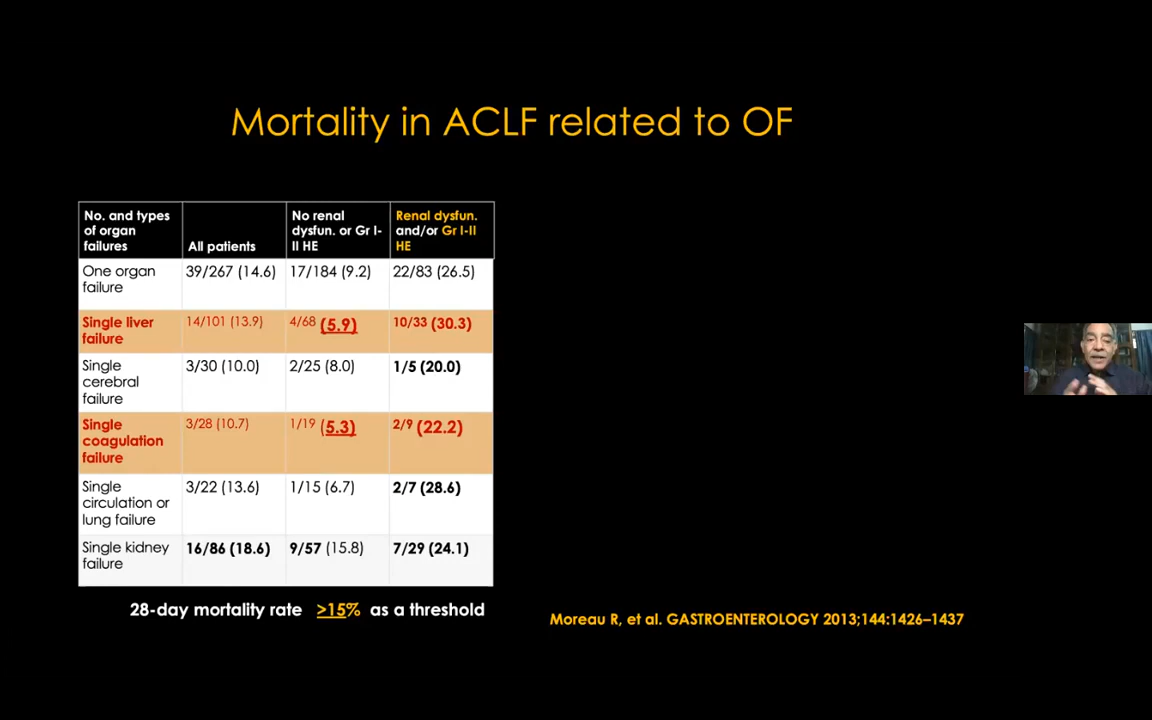 Mortality in ACLF related to OF
No. and types of organ failures | All patients | No renal dysfun. or Gr I-II HE | Renal dysfun. and/or Gr I-II HE
One organ failure | 39/267 (14.6) | 17/184 (9.2) | 22/83 (26.5)
Single liver failure | 14/101 (13.9) | 4/68 (5.9) | 10/33 (30.3)
Single cerebral failure | 3/30 (10.0) | 2/25 (8.0) | 1/5 (20.0)
Single coagulation failure | 3/28 (10.7) | 1/19 (5.3) | 2/9 (22.2)
Single circulation or lung failure | 3/22 (13.6) | 1/15 (6.7) | 2/7 (28.6)
Single kidney failure | 16/86 (18.6) | 9/57 (15.8) | 7/29 (24.1)
28-day mortality rate >15% as a threshold
Moreau R, et al. GASTROENTEROLOGY 2013;144:1426–1437